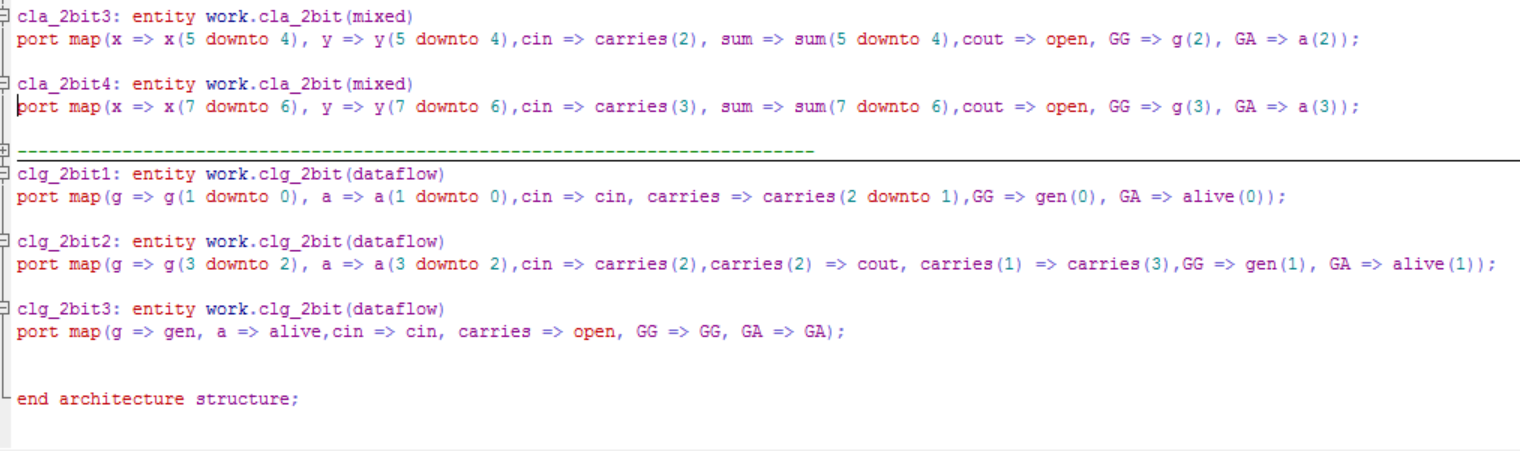 cla_2bit3: entity work.cla_2bit(mixed)
port map(x => x(5 downto 4), y => y(5 downto 4),cin => carries(2), sum => sum(5 downto 4),cout => open, GG => g(2), GA => a(2));
cla_2bit4: entity work.cla_2bit(mixed)
port map(x => x(7 downto 6), y => y(7 downto 6),cin => carries(3), sum => sum(7 downto 6),cout => open, GG => g(3), GA => a(3));
----------------------------------------------------------------------------
clg_2bit1: entity work.clg_2bit(dataflow)
port map(g => g(1 downto 0), a => a(1 downto 0),cin => cin, carries => carries(2 downto 1),GG => gen(0), GA => alive(0));
clg_2bit2: entity work.clg_2bit(dataflow)
port map(g => g(3 downto 2), a => a(3 downto 2),cin => carries(2),carries(2) => cout, carries(1) => carries(3),GG => gen(1), GA => alive(1));
clg_2bit3: entity work.clg_2bit(dataflow)
port map(g => gen, a => alive,cin => cin, carries => open, GG => GG, GA => GA);
end architecture structure;